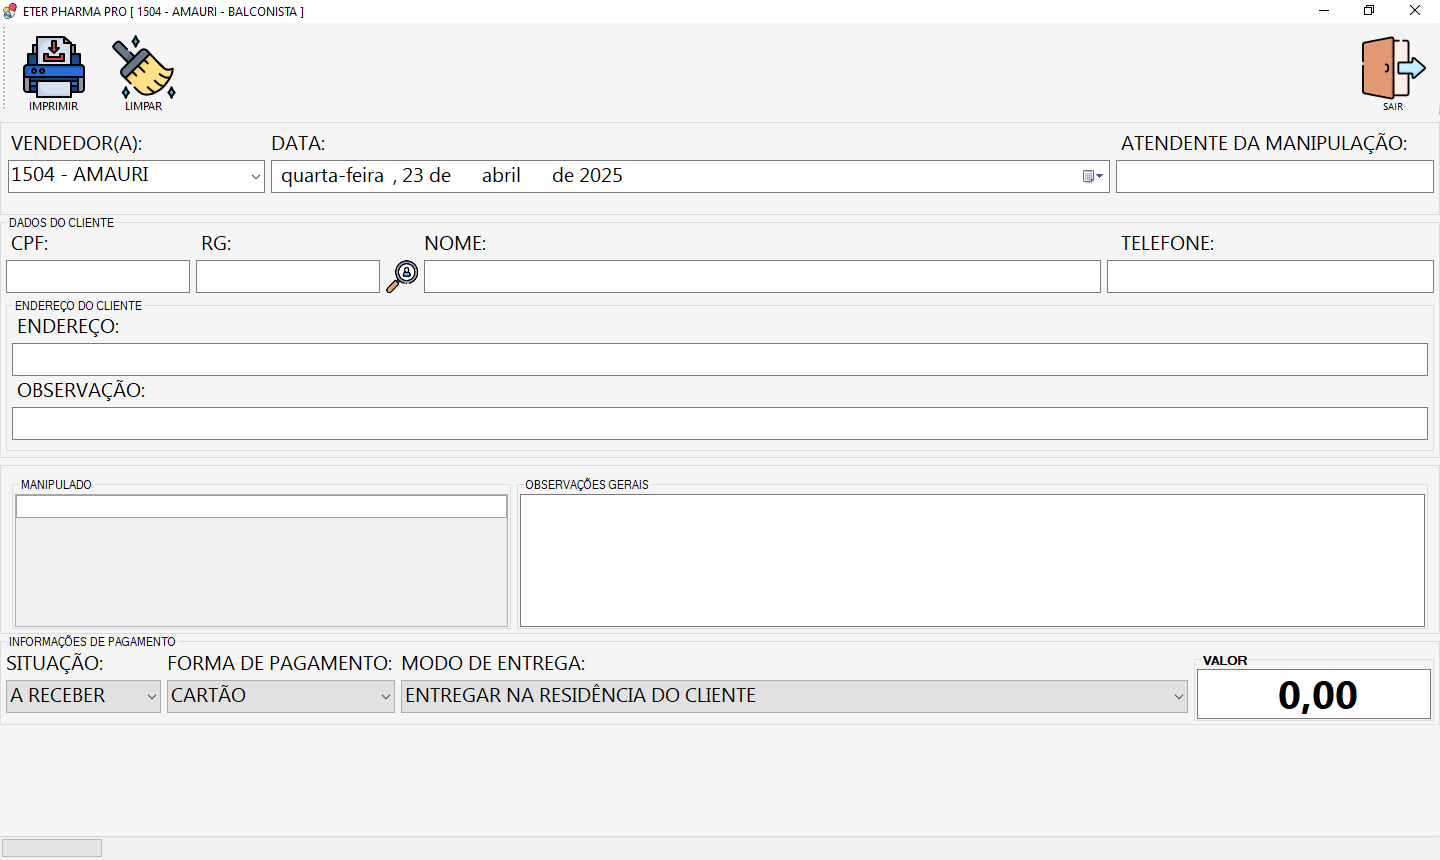 ETER PHARMA PRO [ 1504 - AMAURI - BALCONISTA ]
IMPRIMIR
LIMPAR
SAIR
VENDEDOR(A):
DATA:
ATENDENTE DA MANIPULAÇÃO:
1504 - AMAURI
quarta-feira , 23 de abril de 2025
DADOS DO CLIENTE
CPF:
RG:
NOME:
TELEFONE:
ENDEREÇO DO CLIENTE
ENDEREÇO:
OBSERVAÇÃO:
MANIPULADO
OBSERVAÇÕES GERAIS
INFORMAÇÕES DE PAGAMENTO
SITUAÇÃO:
FORMA DE PAGAMENTO:
MODO DE ENTREGA:
VALOR
A RECEBER
CARTÃO
ENTREGAR NA RESIDÊNCIA DO CLIENTE
0,00